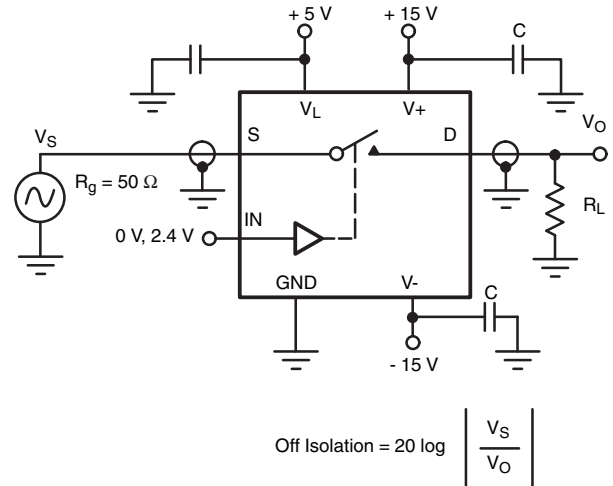 + 5 V
+ 15 V
C
V_L
V+
V_S
S
D
V_O
R_g = 50 Ω
R_L
IN
0 V, 2.4 V
GND
V-
C
- 15 V
Off Isolation = 20 log | V_S / V_O |